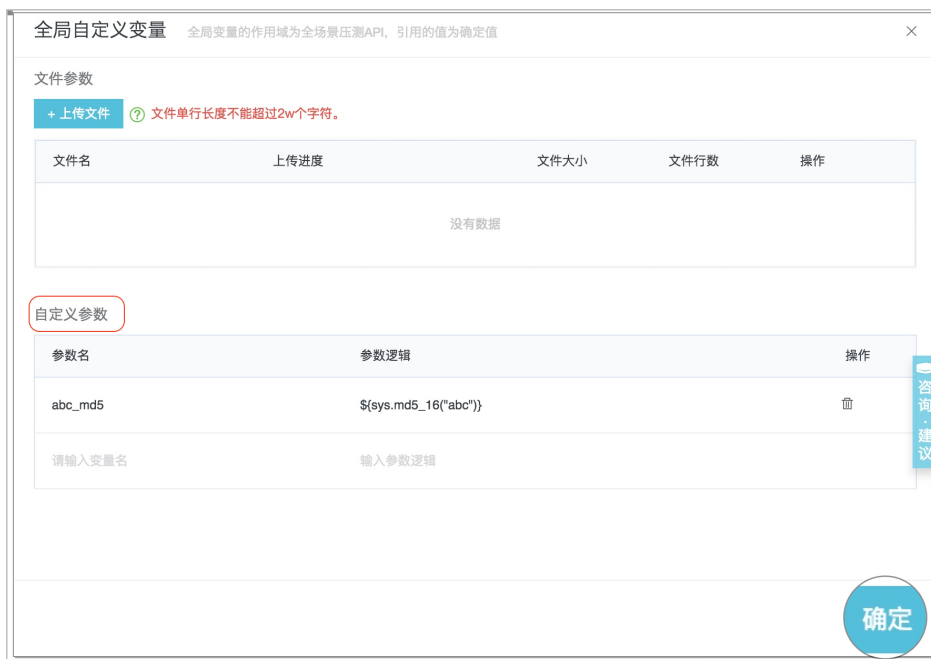 全局自定义变量 全局变量的作用域为全场景压测API，引用的值为确定值
文件参数
+ 上传文件 ? 文件单行长度不能超过2w个字符。
文件名 上传进度 文件大小 文件行数 操作
没有数据
自定义参数
参数名 参数逻辑 操作
abc_md5 ${sys.md5_16("abc")}
请输入变量名 输入参数逻辑
咨询·建议
确定